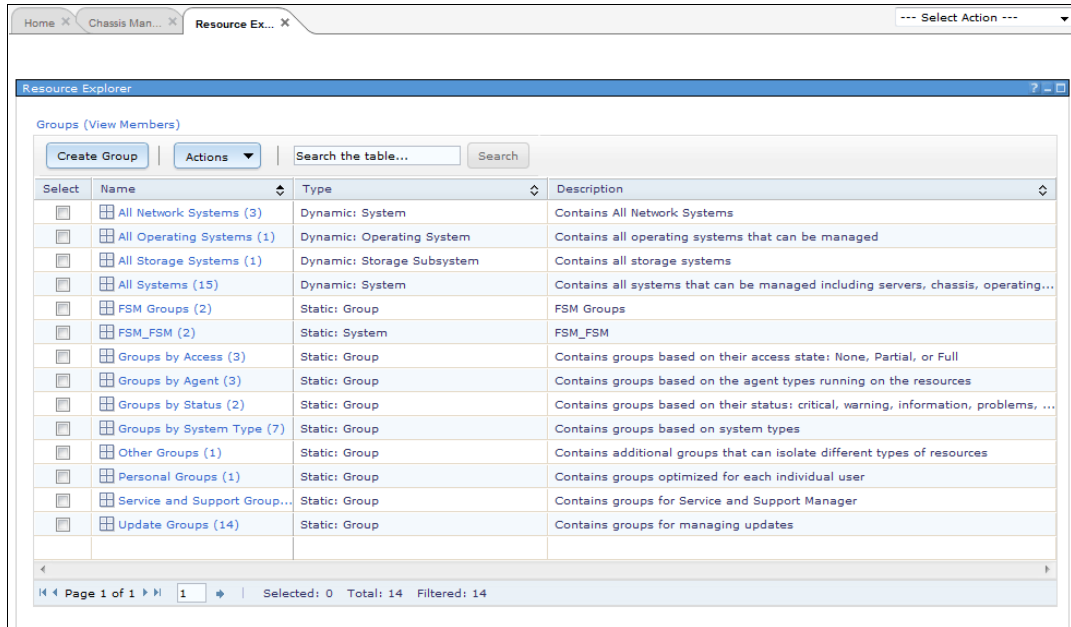 Home Chassis Man... Resource Ex... --- Select Action ---
Resource Explorer
Groups (View Members)
Create Group Actions Search the table... Search
Select Name Type Description
All Network Systems (3) Dynamic: System Contains All Network Systems
All Operating Systems (1) Dynamic: Operating System Contains all operating systems that can be managed
All Storage Systems (1) Dynamic: Storage Subsystem Contains all storage systems
All Systems (15) Dynamic: System Contains all systems that can be managed including servers, chassis, operating...
FSM Groups (2) Static: Group FSM Groups
FSM_FSM (2) Static: System FSM_FSM
Groups by Access (3) Static: Group Contains groups based on their access state: None, Partial, or Full
Groups by Agent (3) Static: Group Contains groups based on the agent types running on the resources
Groups by Status (2) Static: Group Contains groups based on their status: critical, warning, information, problems, ...
Groups by System Type (7) Static: Group Contains groups based on system types
Other Groups (1) Static: Group Contains additional groups that can isolate different types of resources
Personal Groups (1) Static: Group Contains groups optimized for each individual user
Service and Support Group... Static: Group Contains groups for Service and Support Manager
Update Groups (14) Static: Group Contains groups for managing updates
Page 1 of 1 1 Selected: 0 Total: 14 Filtered: 14